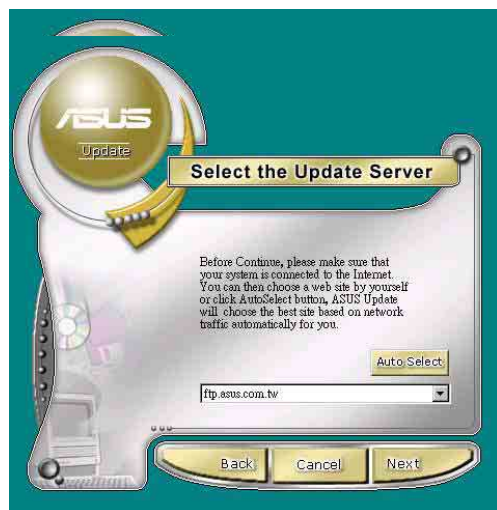 ASUS
Update
Select the Update Server
Before Continue, please make sure that
your system is connected to the Internet.
You can then choose a web site by yourself
or click AutoSelect button, ASUS Update
will choose the best site based on network
traffic automatically for you.
Auto Select
ftp.asus.com.tw
Back
Cancel
Next